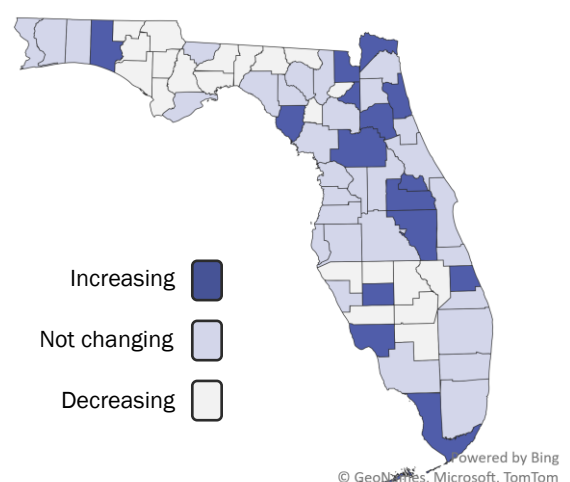 Increasing
Not changing
Decreasing
Powered by Bing
© GeoNames, Microsoft, TomTom